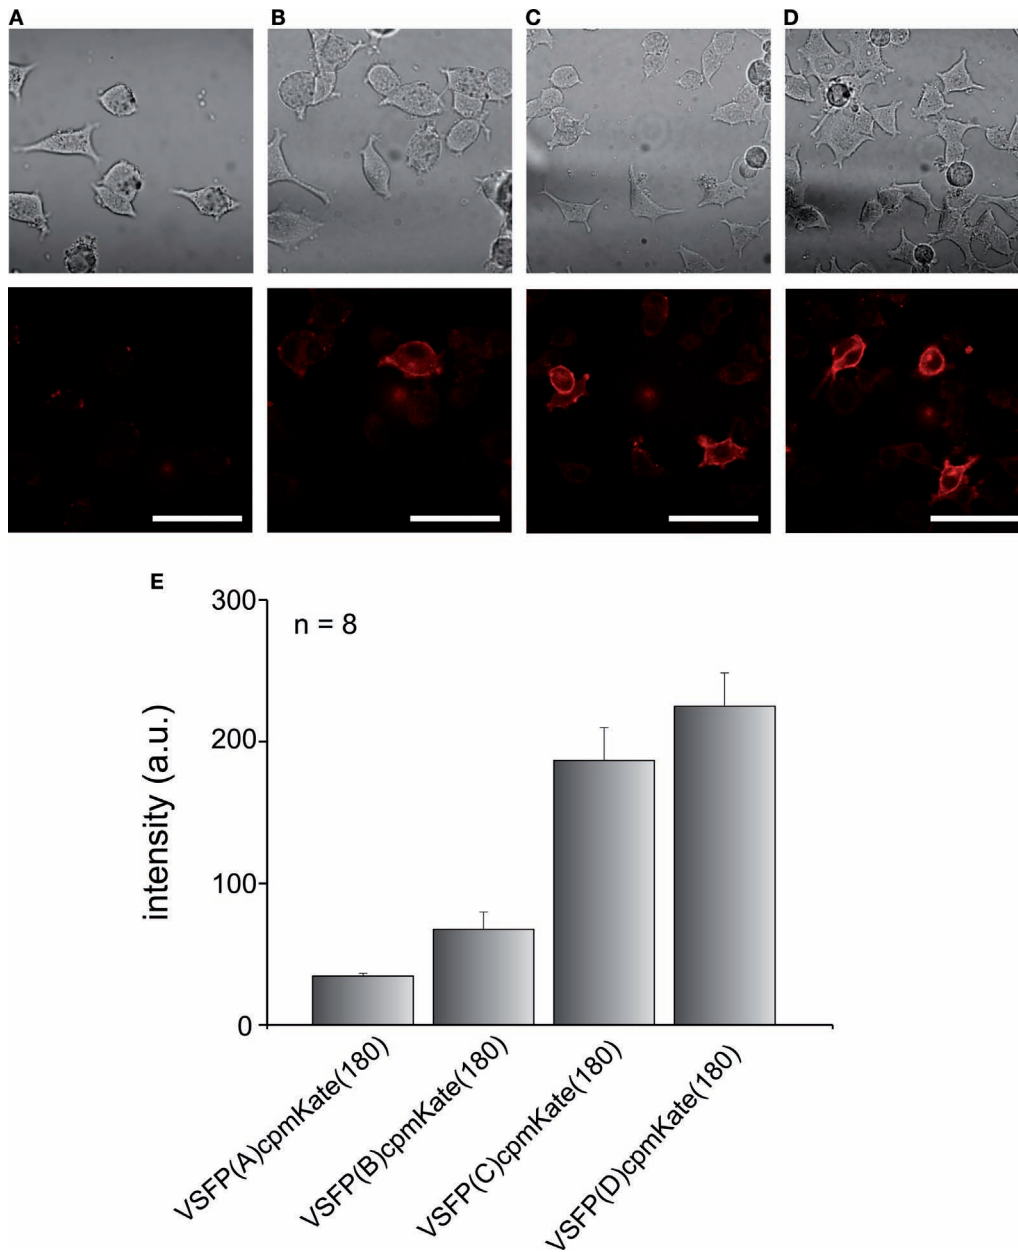 A
B
C
D
E
300
n = 8
200
100
0
intensity (a.u.)
VSFP(A)cpmKate(180)
VSFP(B)cpmKate(180)
VSFP(C)cpmKate(180)
VSFP(D)cpmKate(180)